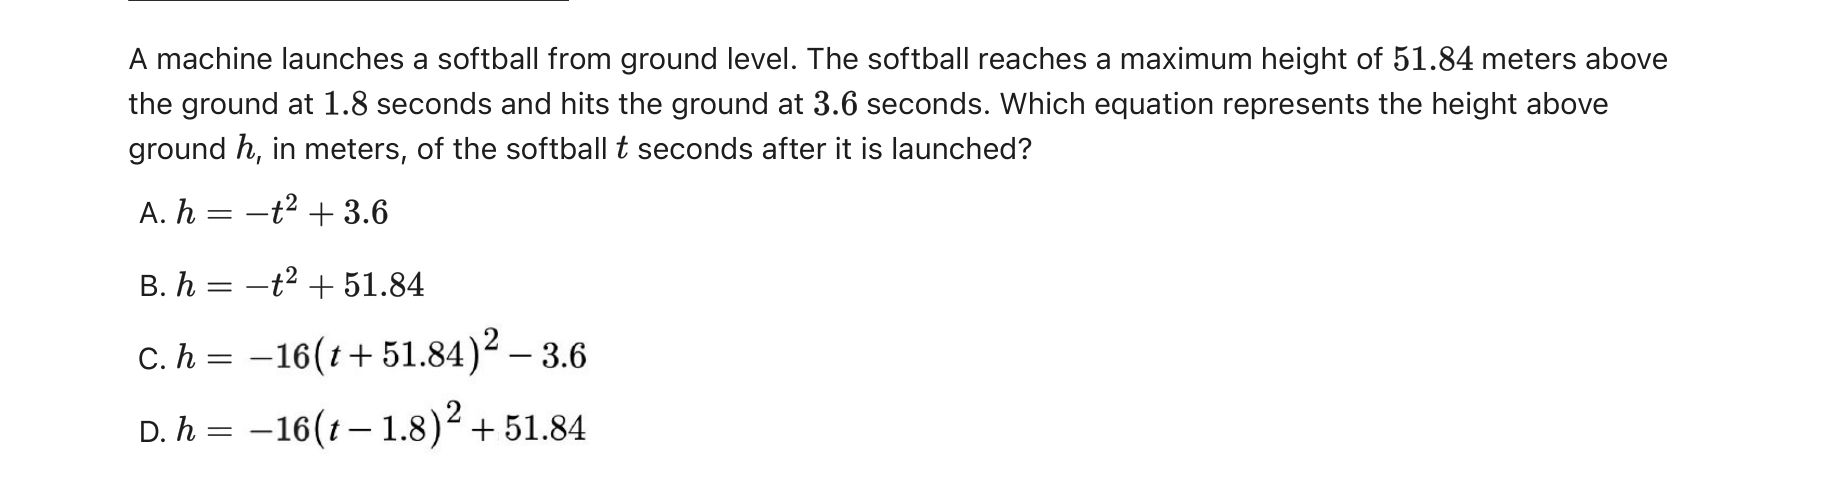 A machine launches a softball from ground level. The softball reaches a maximum height of 51.84 meters above
the ground at 1.8 seconds and hits the ground at 3.6 seconds. Which equation represents the height above
ground h, in meters, of the softball t seconds after it is launched?
A. h = −t² + 3.6
B. h = −t² + 51.84
C. h = −16(t + 51.84)² − 3.6
D. h = −16(t − 1.8)² + 51.84